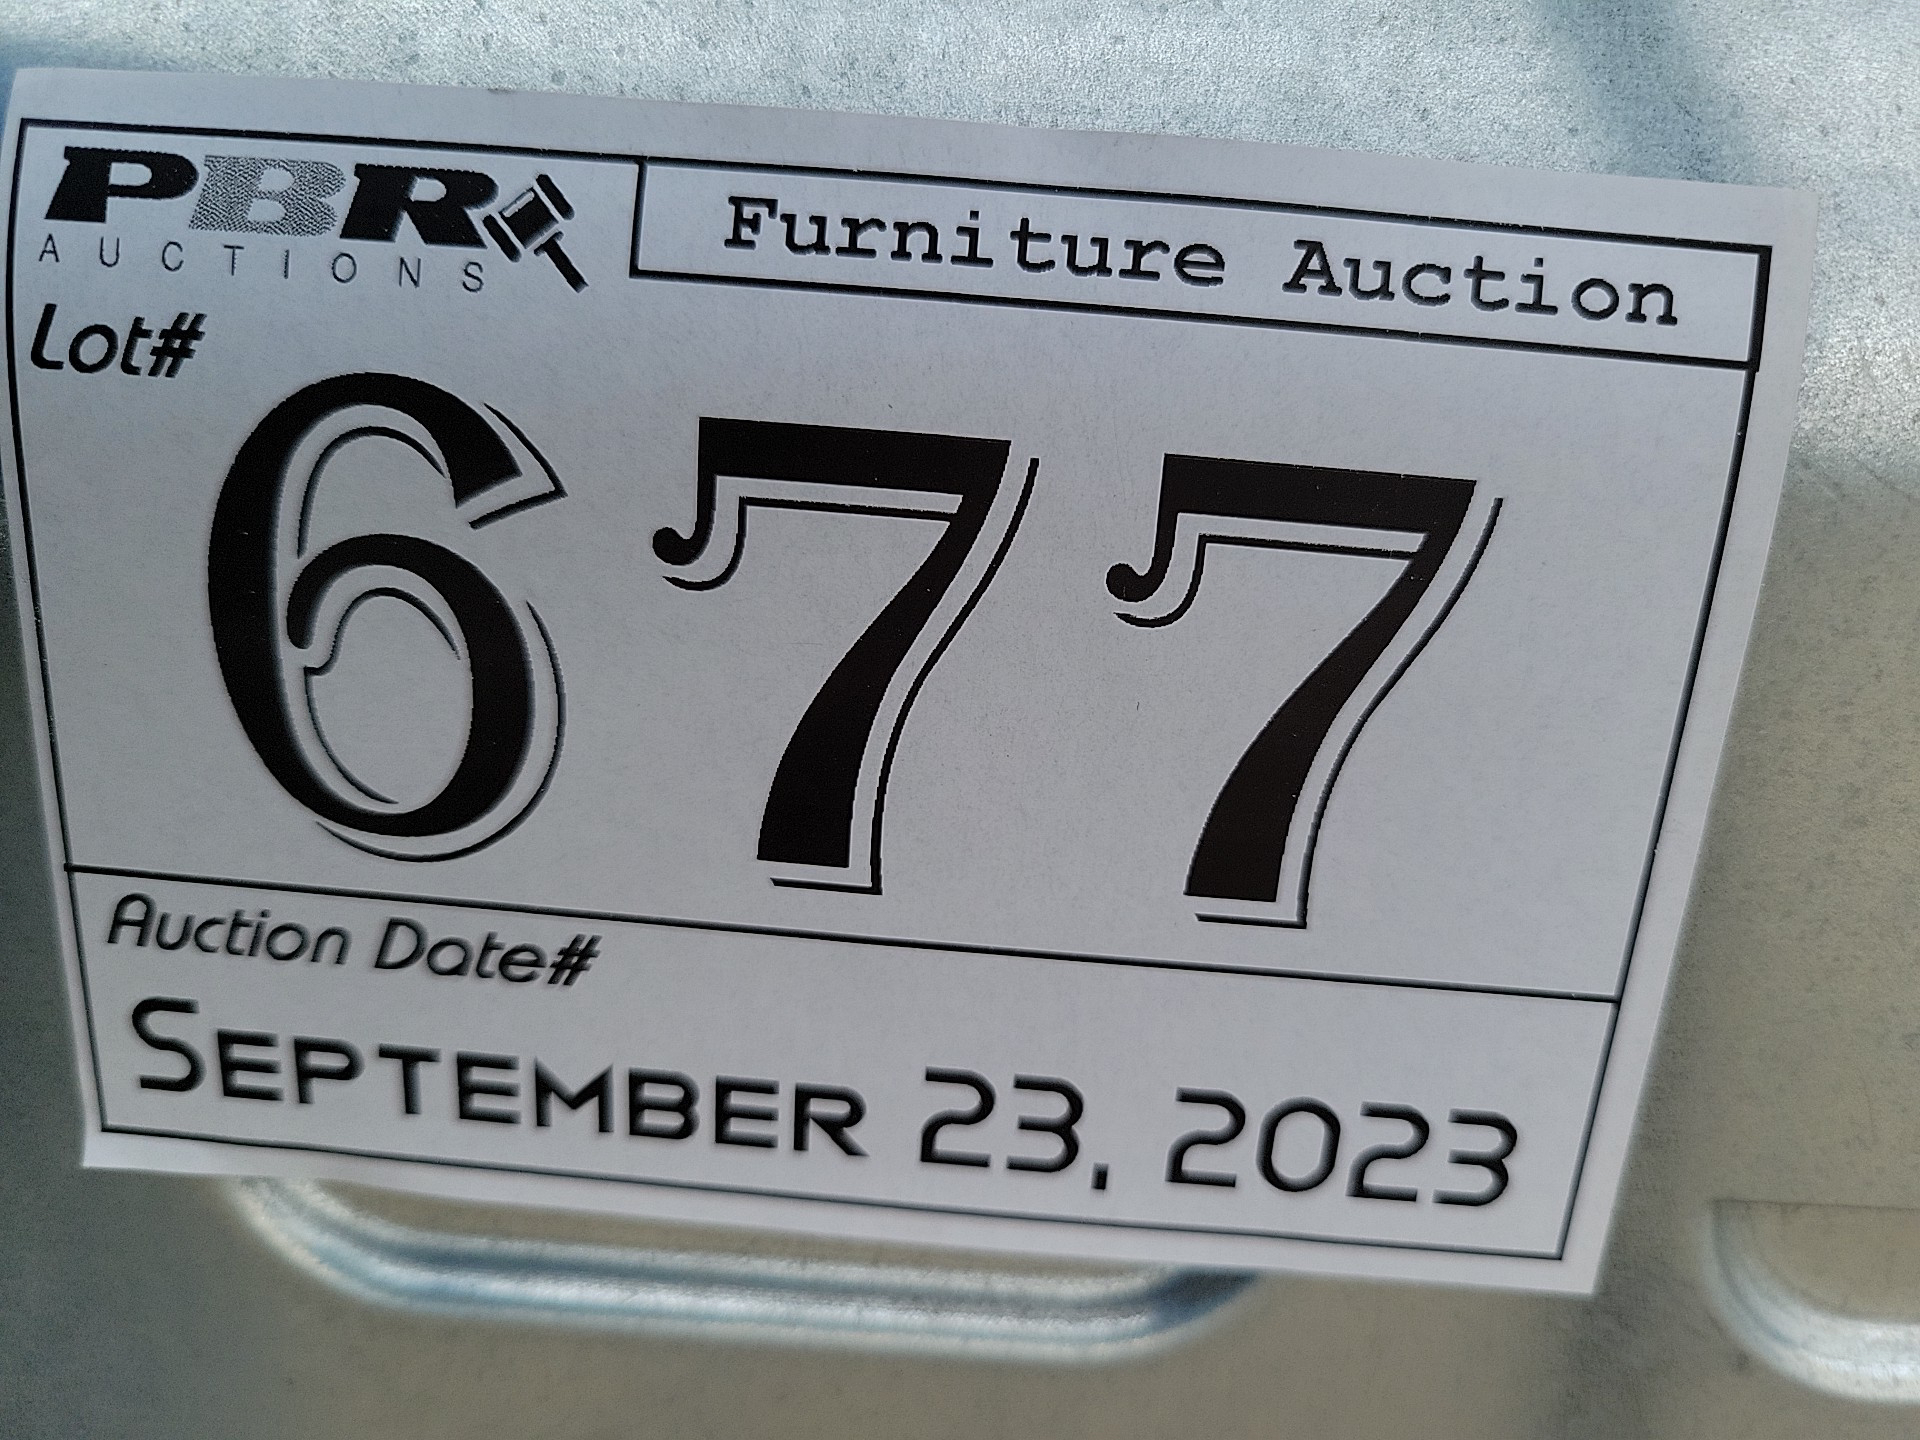 PBR
AUCTIONS
Furniture Auction
Lot#
677
Auction Date#
SEPTEMBER 23, 2023